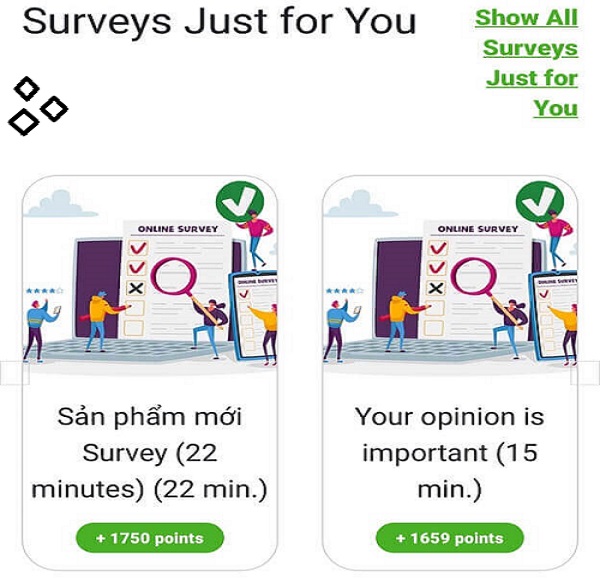 Surveys Just for You
Show All
Surveys
Just for
You
ONLINE SURVEY
ONLINE SURVEY
Sản phẩm mới
Survey (22
minutes) (22 min.)
+ 1750 points
ONLINE SURVEY
ONLINE SURVEY
Your opinion is
important (15
min.)
+ 1659 points